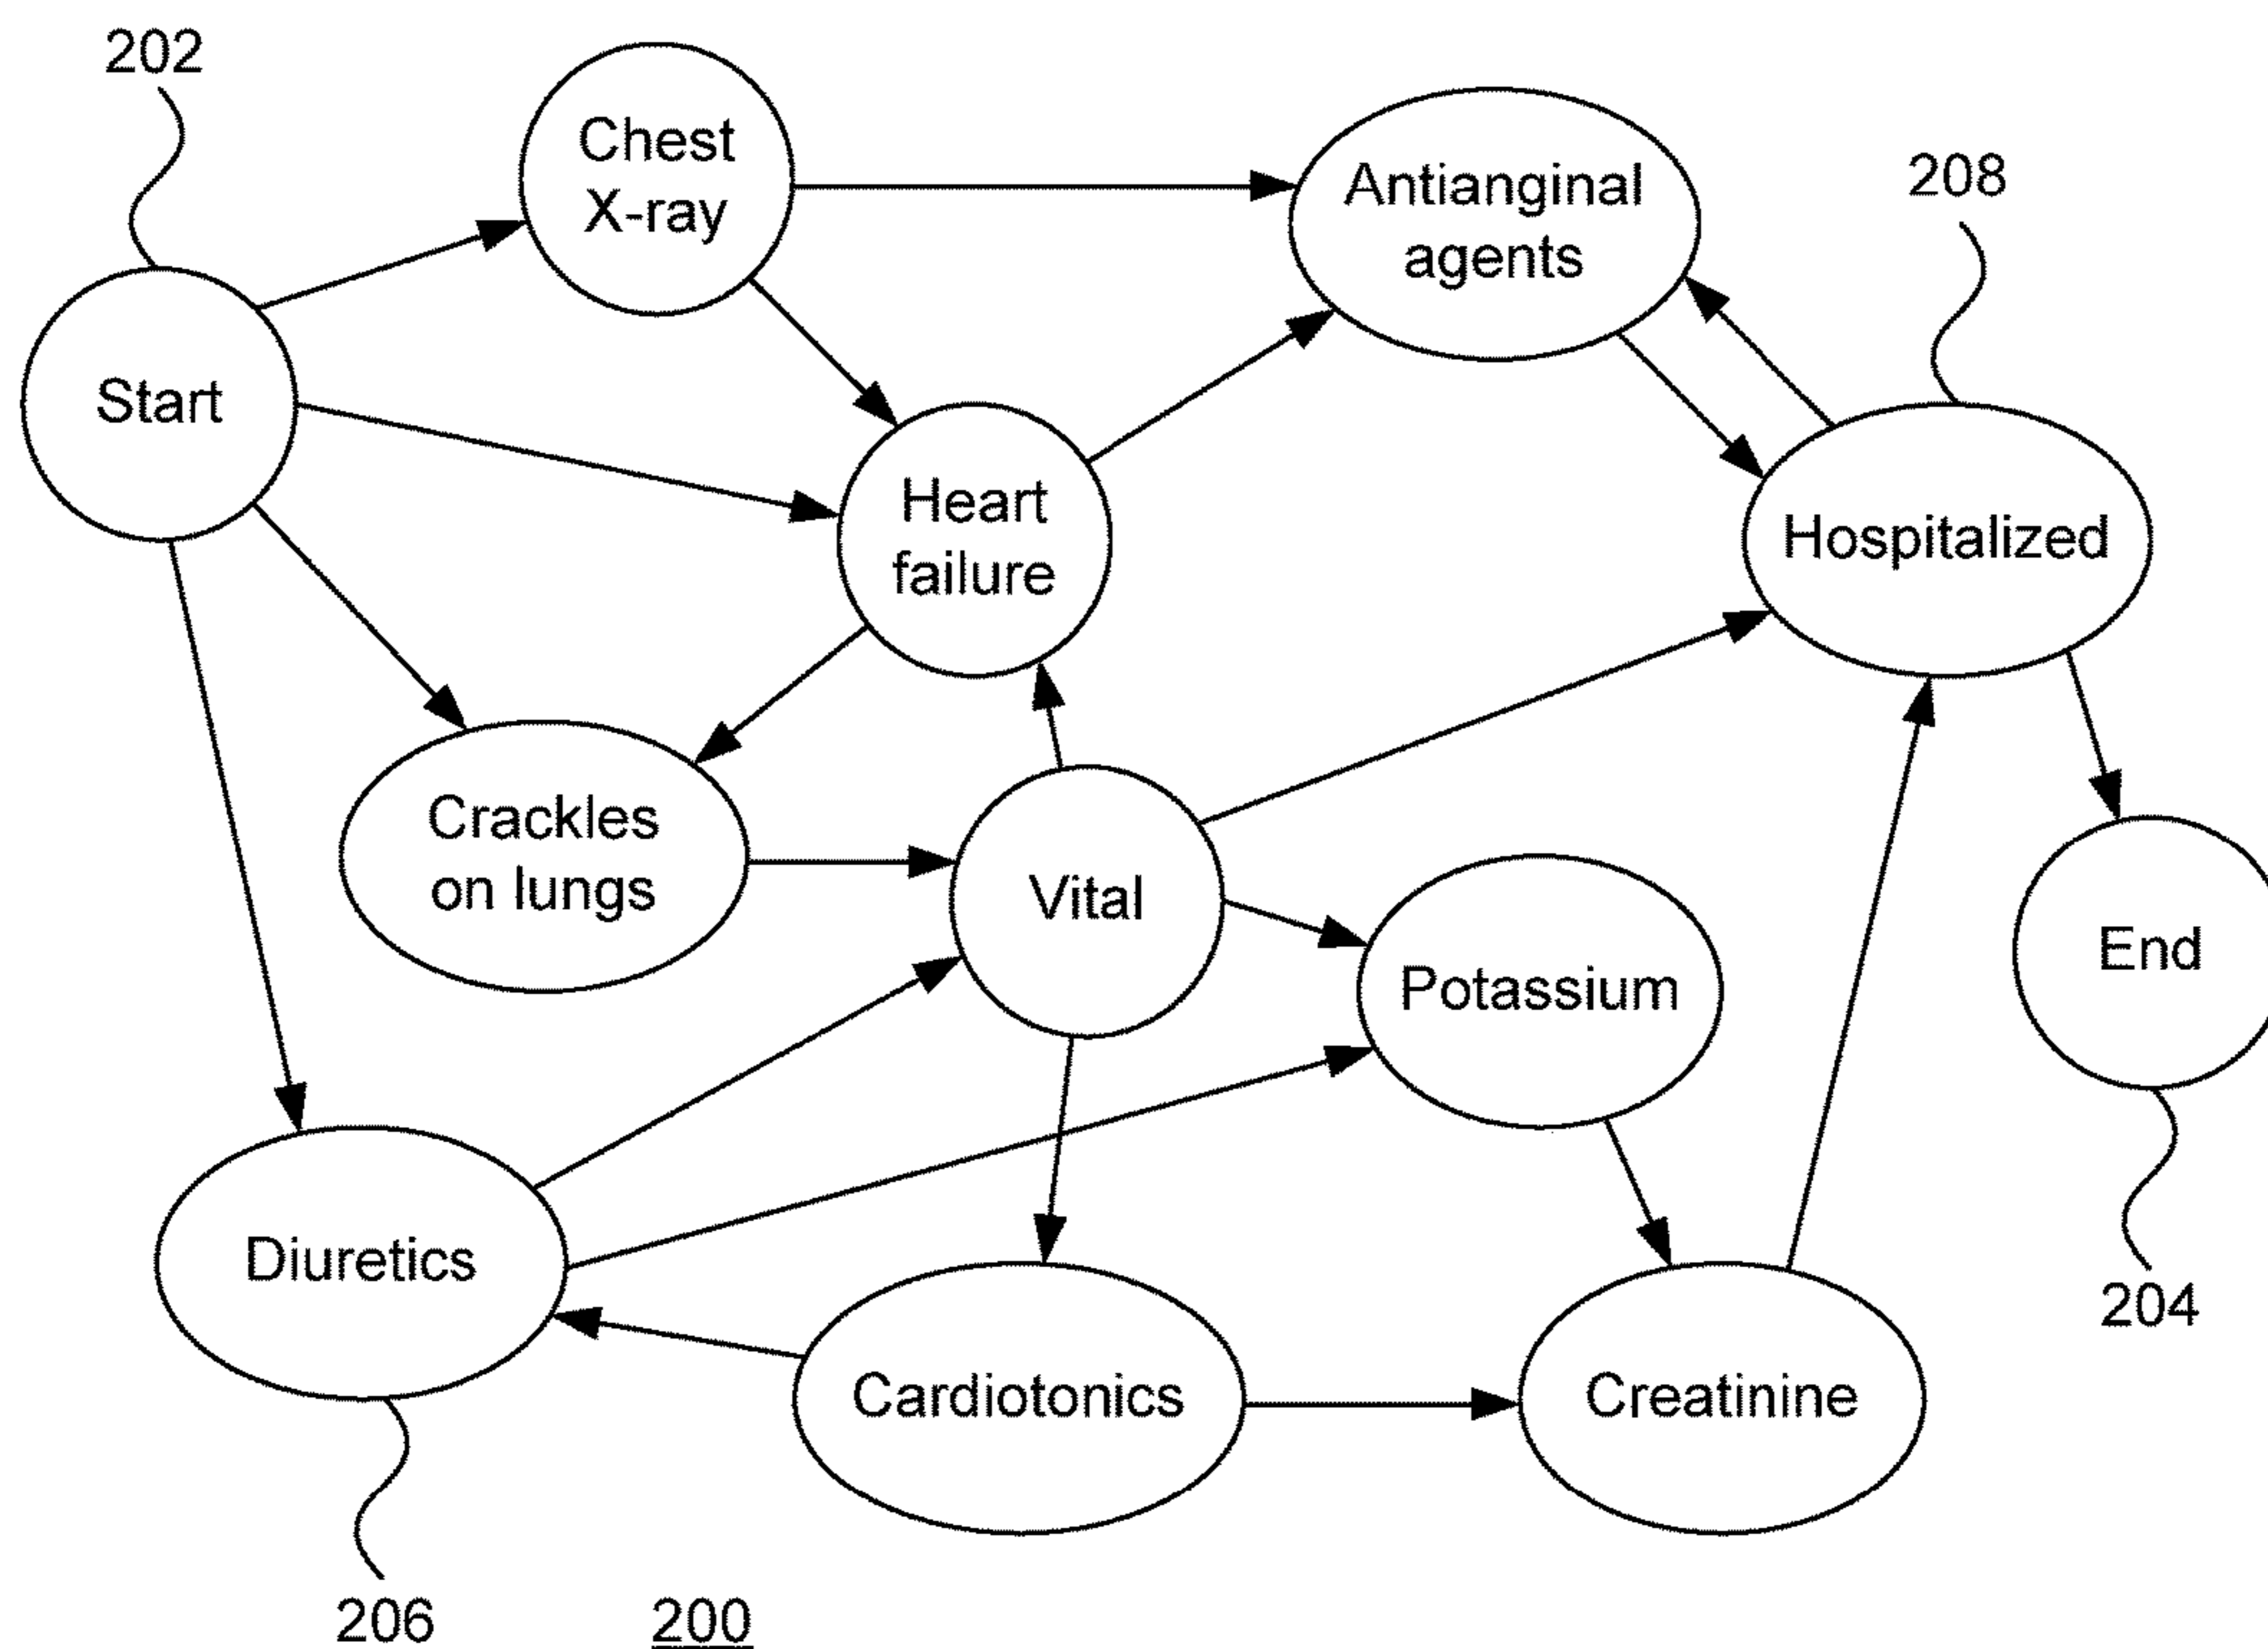 202
Chest
X-ray
Antianginal
agents
208
Start
Heart
failure
Hospitalized
Crackles
on lungs
Vital
Potassium
End
Diuretics
Cardiotonics
Creatinine
204
206
200